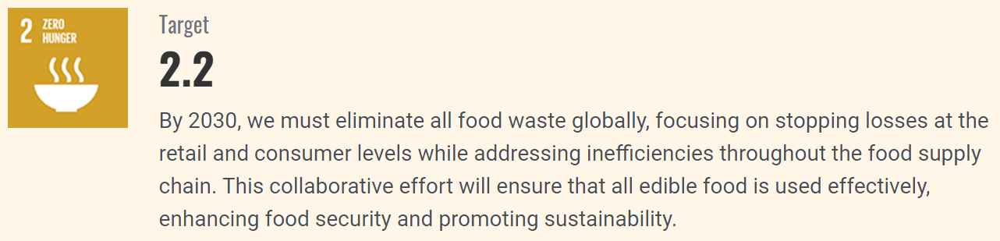 2 ZERO
HUNGER
Target
2.2
By 2030, we must eliminate all food waste globally, focusing on stopping losses at the
retail and consumer levels while addressing inefficiencies throughout the food supply
chain. This collaborative effort will ensure that all edible food is used effectively,
enhancing food security and promoting sustainability.